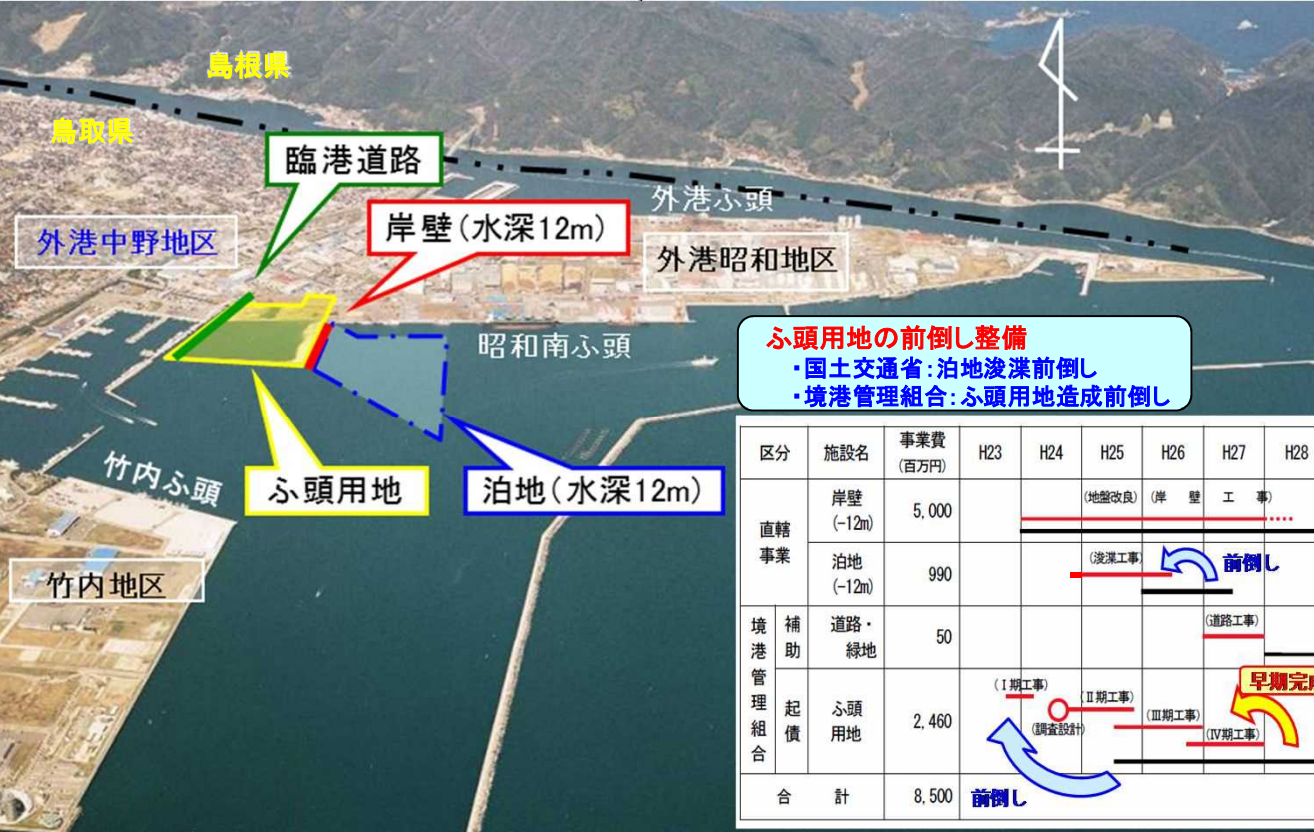 島根県
鳥取県
臨港道路
外港ふ頭
岸壁(水深12m)
外港中野地区
外港昭和地区
昭和南ふ頭
ふ頭用地の前倒し整備
・国土交通省:泊地浚渫前倒し
・境港管理組合:ふ頭用地造成前倒し
竹内ふ頭
ふ頭用地
泊地(水深12m)
竹内地区
区分 施設名 事業費 (百万円) H23 H24 H25 H26 H27 H28
直轄事業
岸壁 (-12m) 5,000 (地盤改良) (岸壁工事)
泊地 (-12m) 990 (浚渫工事) 前倒し
境港管理組合
補助 道路・緑地 50 (道路工事)
起債 ふ頭用地 2,460 (Ⅰ期工事) (調査設計) (Ⅱ期工事) (Ⅲ期工事) (Ⅳ期工事) 早期完
合計 8,500 前倒し